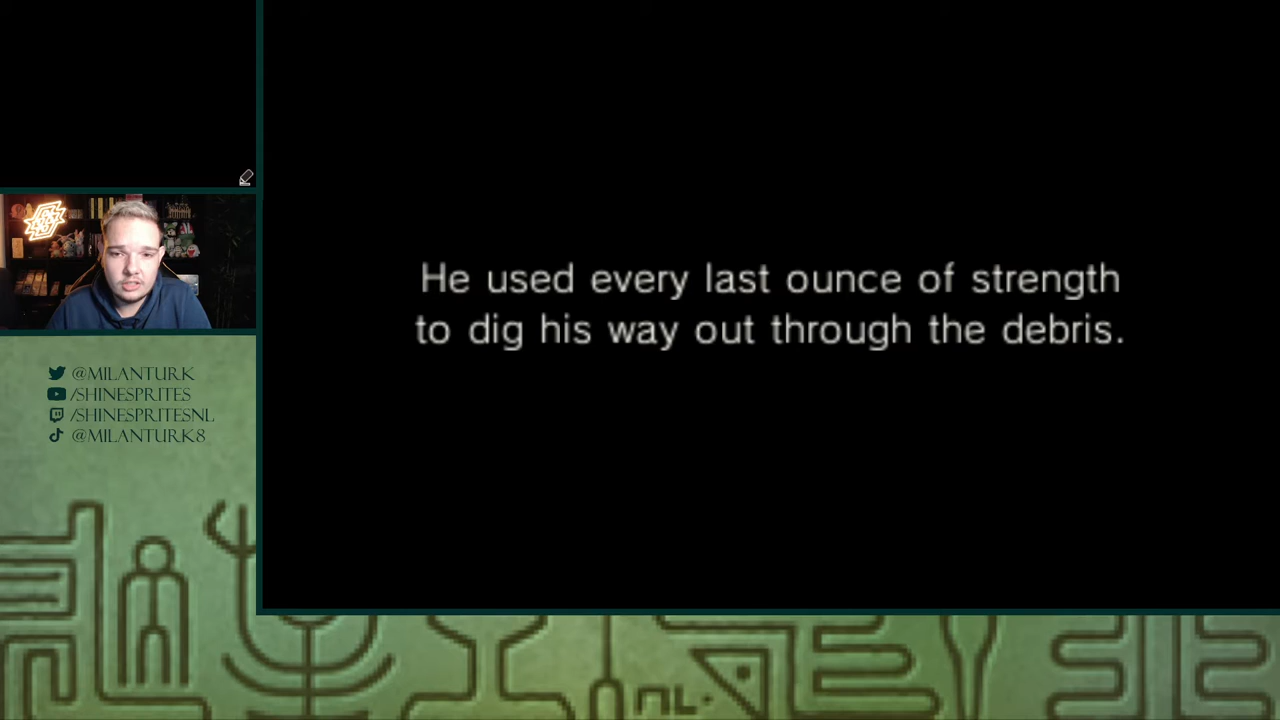 He used every last ounce of strength
to dig his way out through the debris.
@MILANTURK
/SHINESPRITES
/SHINESPRITESNL
@MILANTURK8